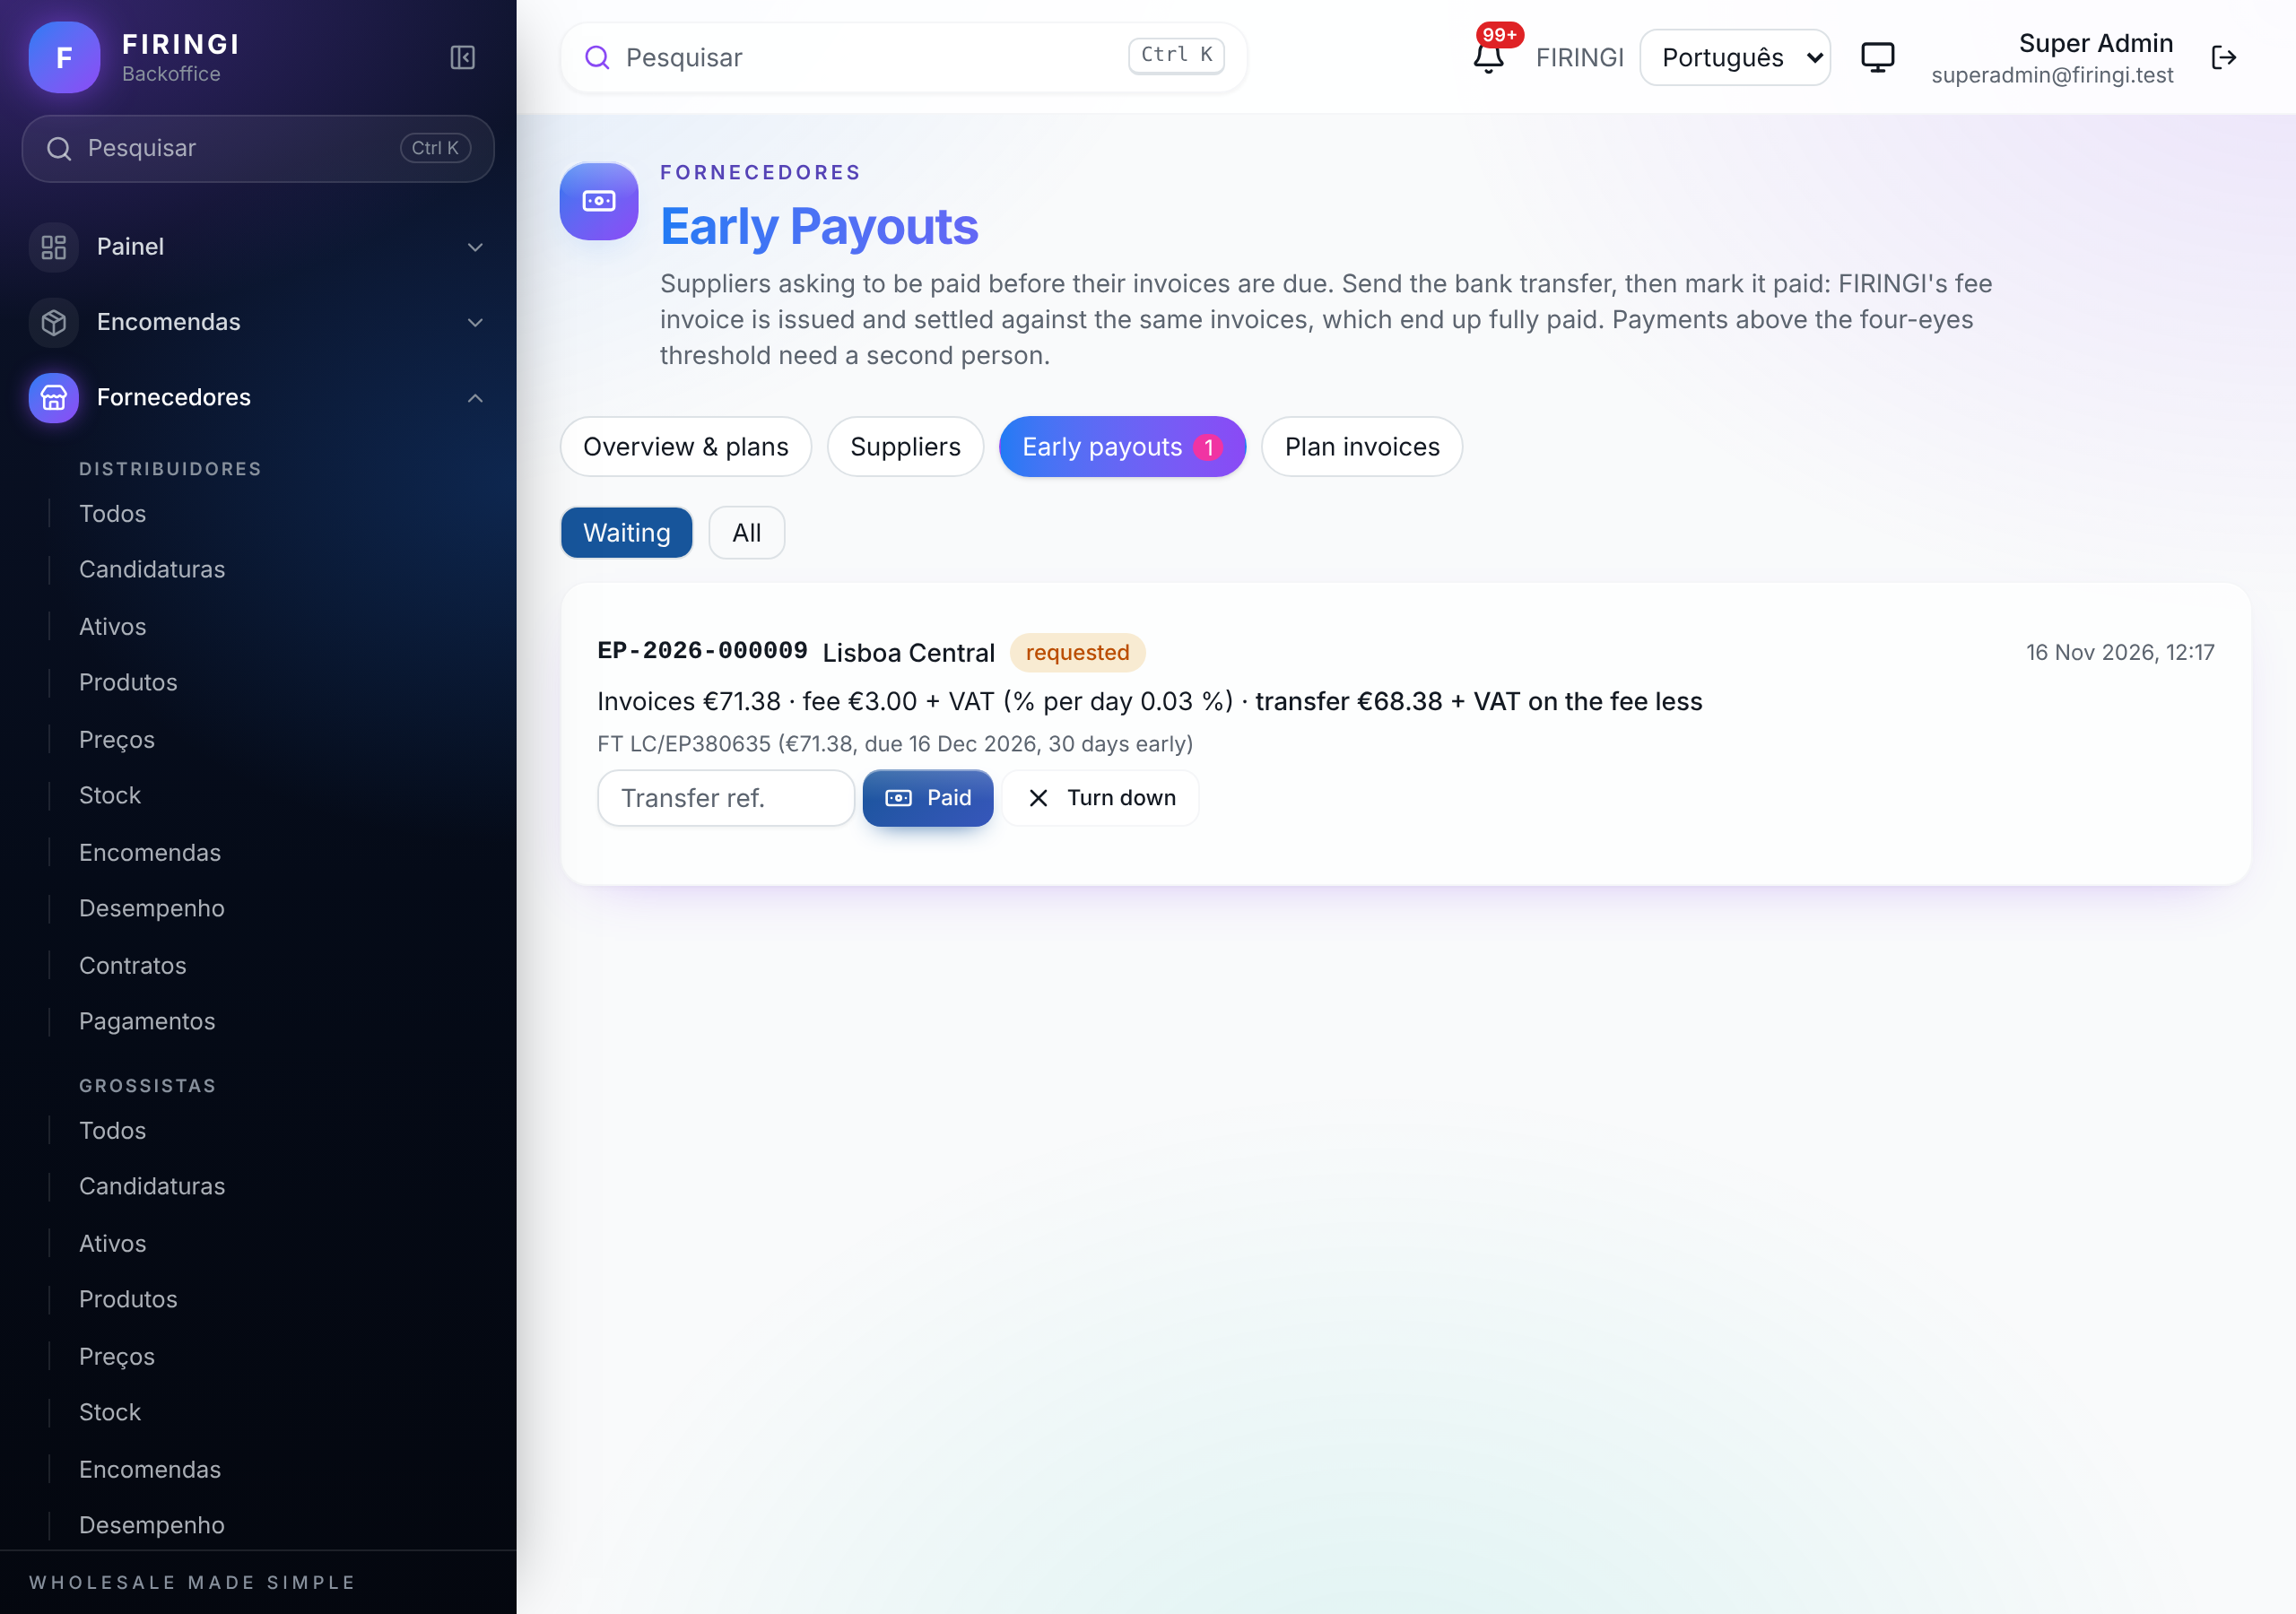 F
FIRINGI
Backoffice
Pesquisar Ctrl K
Painel
Encomendas
Fornecedores
DISTRIBUIDORES
Todos
Candidaturas
Ativos
Produtos
Preços
Stock
Encomendas
Desempenho
Contratos
Pagamentos
GROSSISTAS
Todos
Candidaturas
Ativos
Produtos
Preços
Stock
Encomendas
Desempenho
WHOLESALE MADE SIMPLE
Pesquisar Ctrl K
99+
FIRINGI
Português
Super Admin
superadmin@firingi.test
FORNECEDORES
Early Payouts
Suppliers asking to be paid before their invoices are due. Send the bank transfer, then mark it paid: FIRINGI's fee
invoice is issued and settled against the same invoices, which end up fully paid. Payments above the four-eyes
threshold need a second person.
Overview & plans Suppliers Early payouts 1 Plan invoices
Waiting All
EP-2026-000009 Lisboa Central requested 16 Nov 2026, 12:17
Invoices €71.38 · fee €3.00 + VAT (% per day 0.03 %) · transfer €68.38 + VAT on the fee less
FT LC/EP380635 (€71.38, due 16 Dec 2026, 30 days early)
Transfer ref. Paid Turn down